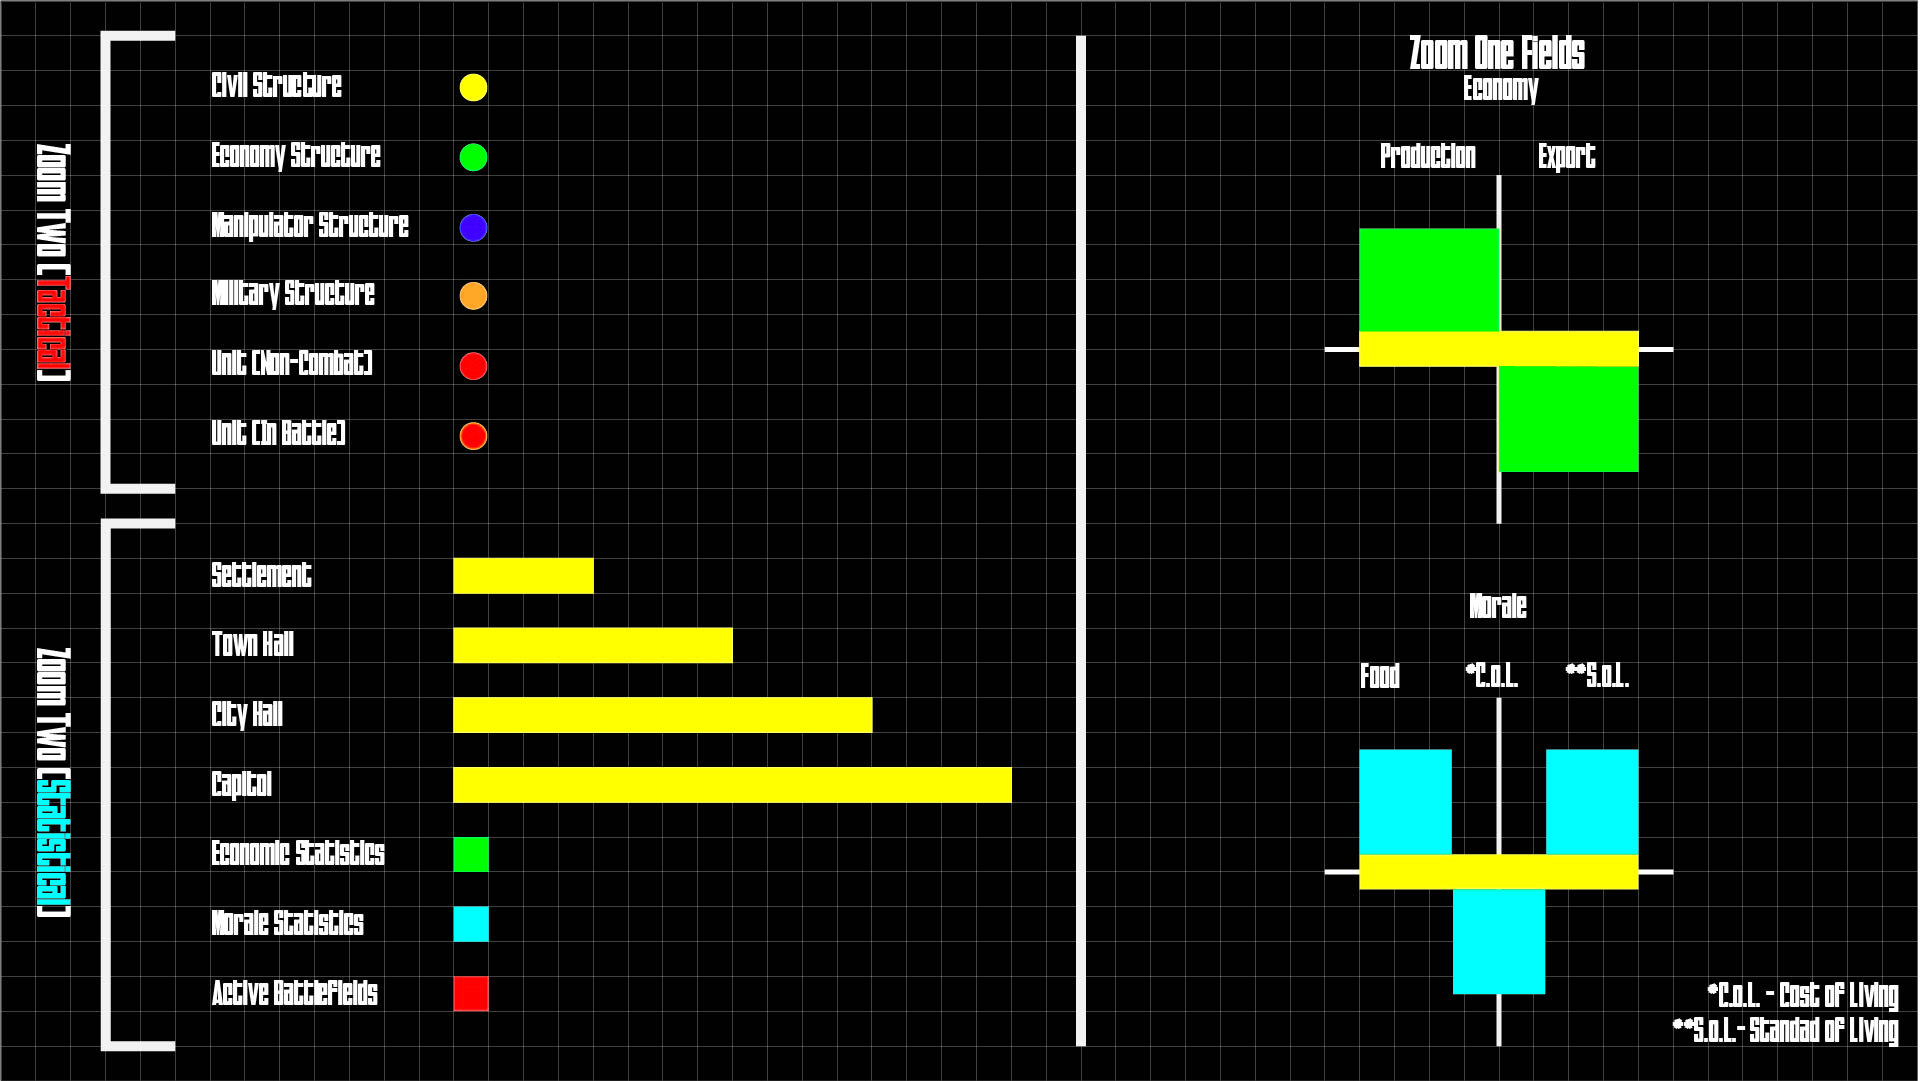 Zoom Two (Tactical)
Civil Structure
Economy Structure
Manipulator Structure
Military Structure
Unit (Non-Combat)
Unit (In Battle)
Zoom Two (Statistical)
Settlement
Town Hall
City Hall
Capitol
Economic Statistics
Morale Statistics
Active Battlefields
Zoom One Fields
Economy
Production Export
Morale
Food *C.o.L. **S.o.L.
*C.o.L. - Cost of Living
**S.o.L.- Standad of Living